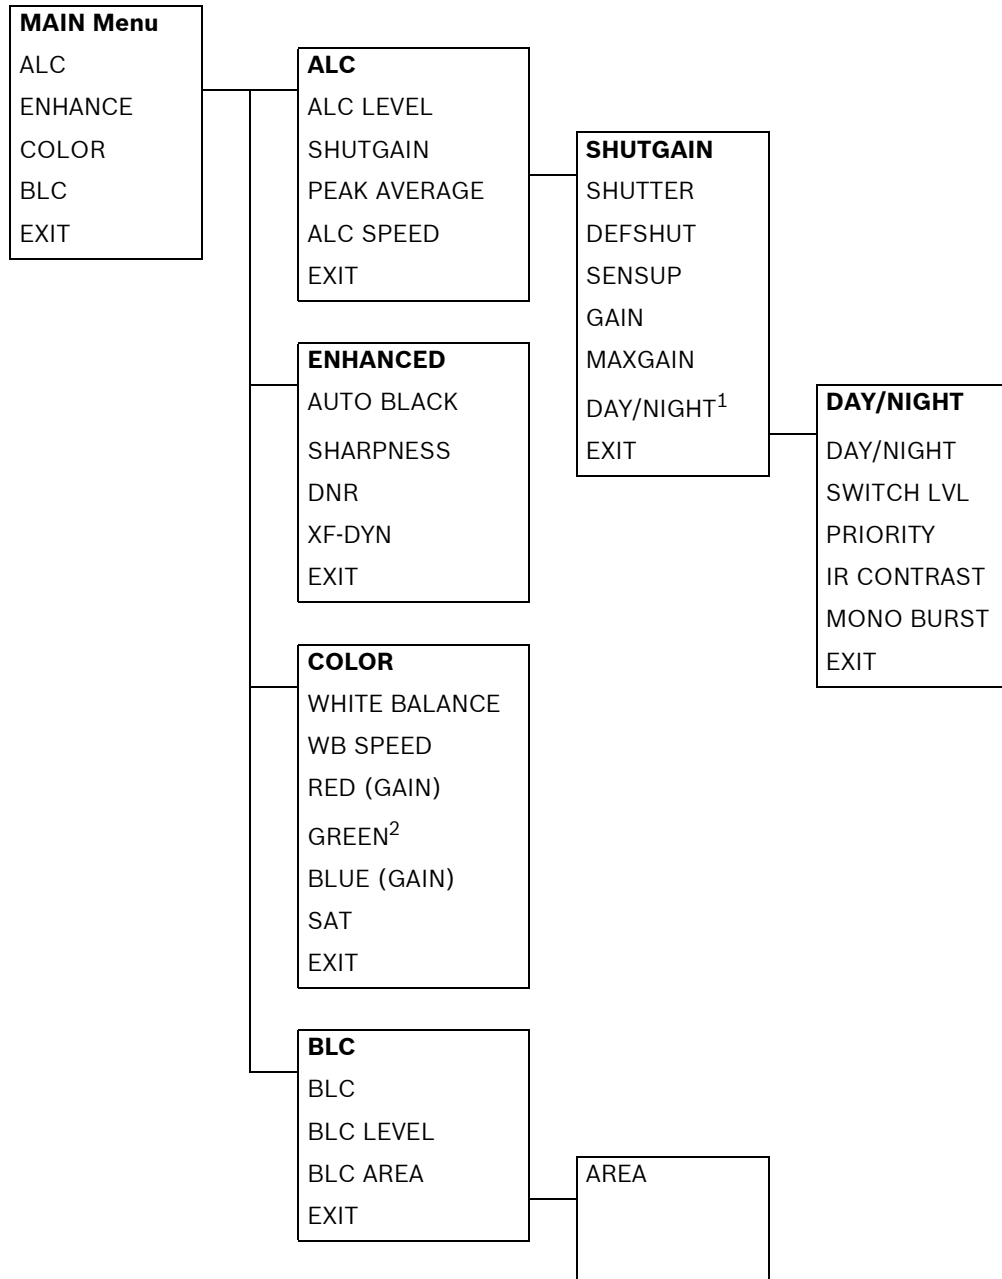 MAIN Menu
ALC
ENHANCE
COLOR
BLC
EXIT
ALC
ALC LEVEL
SHUTGAIN
PEAK AVERAGE
ALC SPEED
EXIT
SHUTGAIN
SHUTTER
DEFSHUT
SENSUP
GAIN
MAXGAIN
DAY/NIGHT1
EXIT
DAY/NIGHT
DAY/NIGHT
SWITCH LVL
PRIORITY
IR CONTRAST
MONO BURST
EXIT
ENHANCED
AUTO BLACK
SHARPNESS
DNR
XF-DYN
EXIT
COLOR
WHITE BALANCE
WB SPEED
RED (GAIN)
GREEN2
BLUE (GAIN)
SAT
EXIT
BLC
BLC
BLC LEVEL
BLC AREA
EXIT
AREA